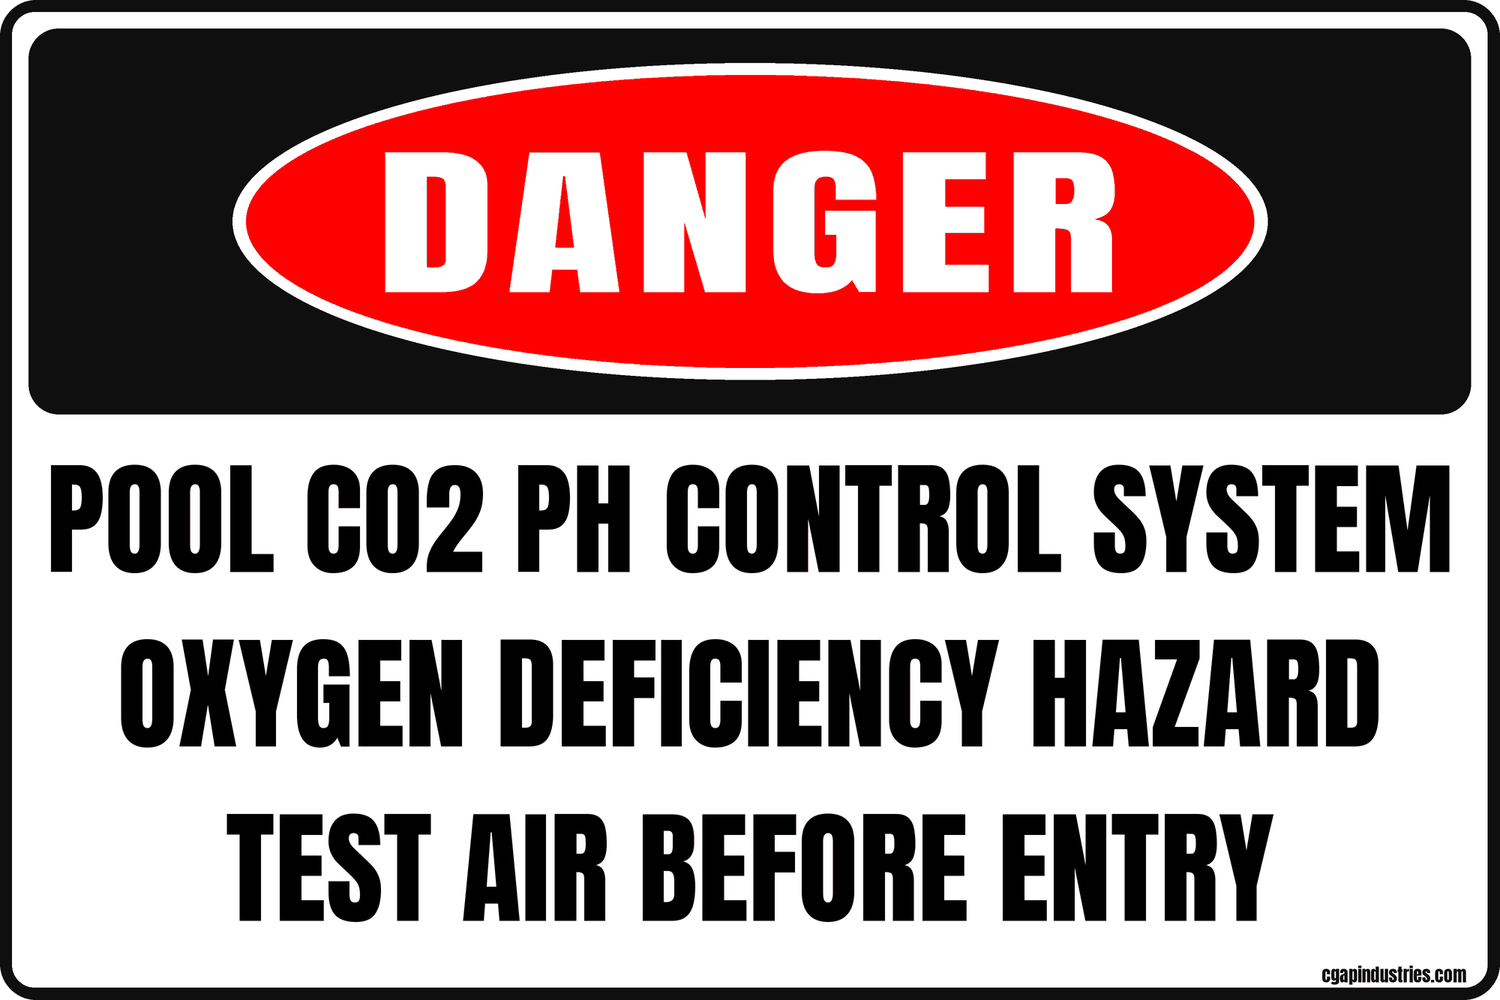 DANGER
POOL CO2 PH CONTROL SYSTEM
OXYGEN DEFICIENCY HAZARD
TEST AIR BEFORE ENTRY
cgapindustries.com